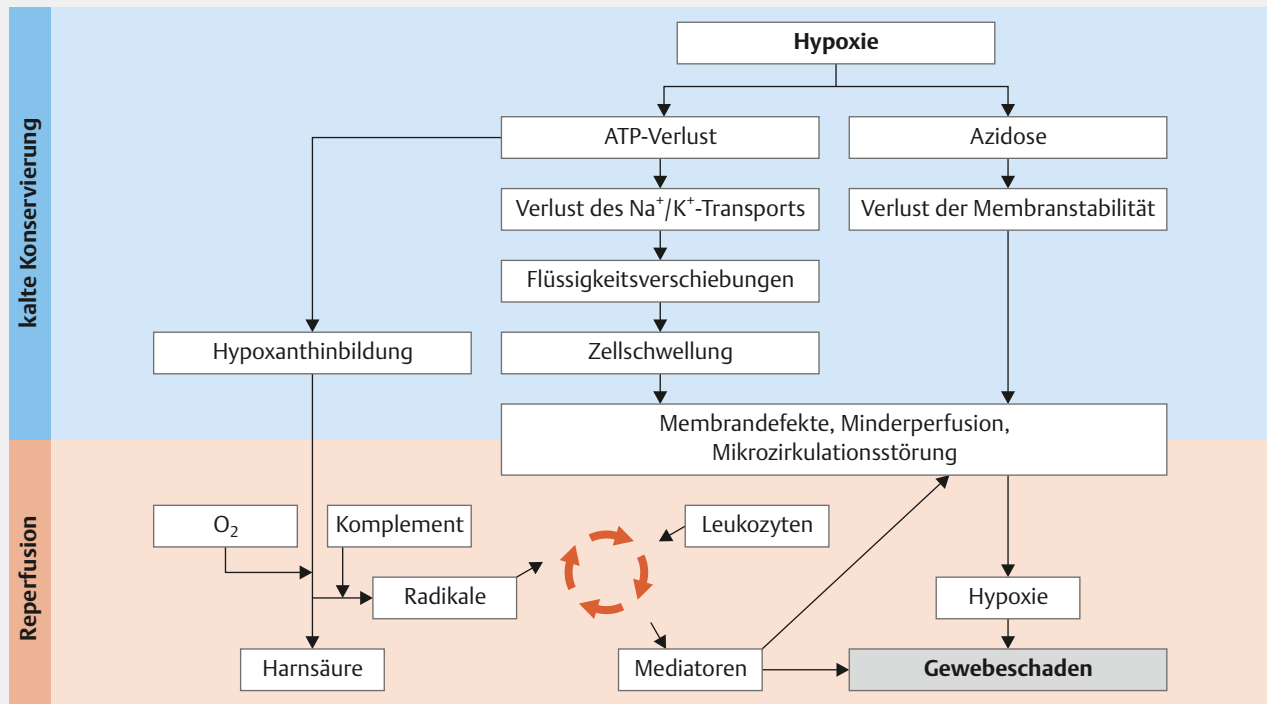 kalte Konservierung
Hypoxie
ATP-Verlust
Azidose
Verlust des Na⁺/K⁺-Transports
Verlust der Membranstabilität
Flüssigkeitsverschiebungen
Hypoxanthinbildung
Zellschwellung
Membrandefekte, Minderperfusion,
Mikrozirkulationsstörung
Reperfusion
O₂
Komplement
Leukozyten
Radikale
Hypoxie
Harnsäure
Mediatoren
Gewebeschaden